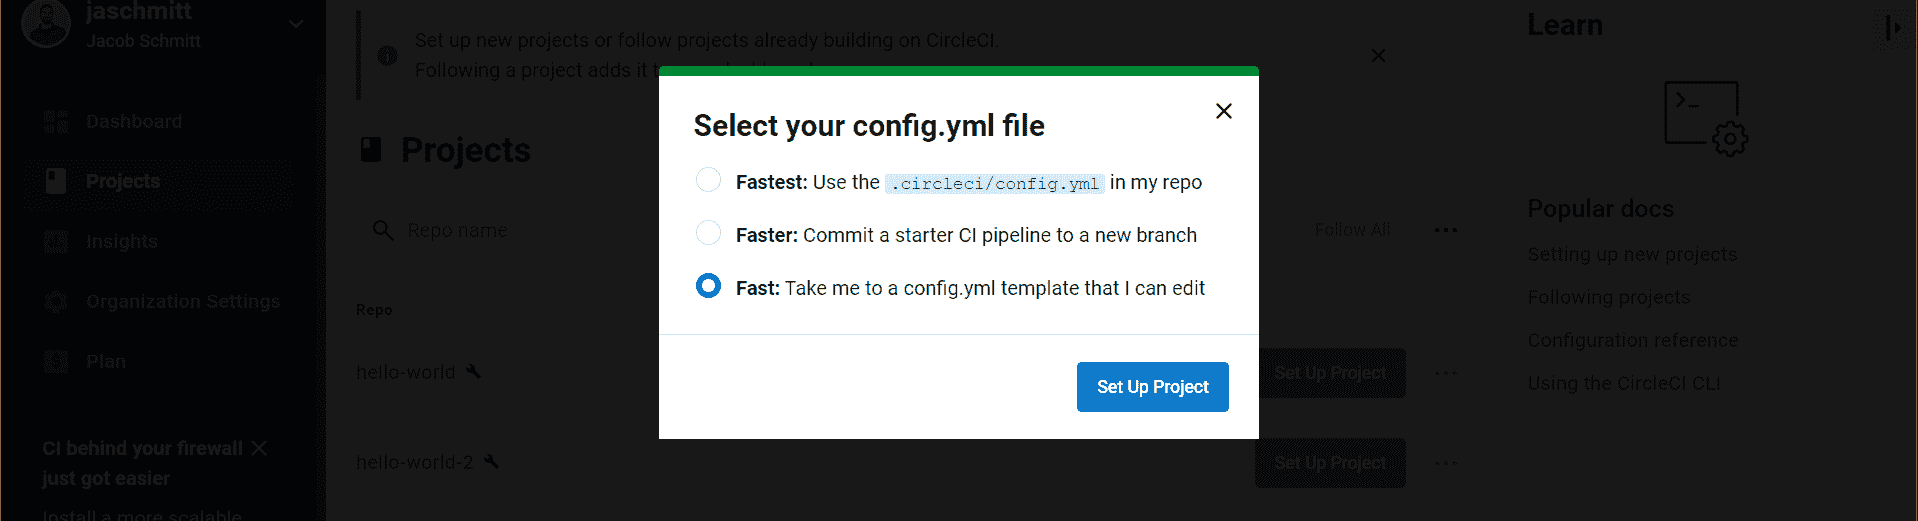 jaschmitt
Jacob Schmitt
Dashboard
Projects
Insights
Organization Settings
Plan
CI behind your firewall
just got easier
Install a more scalable
Set up new projects or follow projects already building on CircleCI.
Following a project adds it
Projects
Repo name
Follow All
Repo
hello-world
Set Up Project
hello-world-2
Set Up Project
Select your config.yml file
Fastest: Use the .circleci/config.yml in my repo
Faster: Commit a starter CI pipeline to a new branch
Fast: Take me to a config.yml template that I can edit
Set Up Project
Learn
Popular docs
Setting up new projects
Following projects
Configuration reference
Using the CircleCI CLI